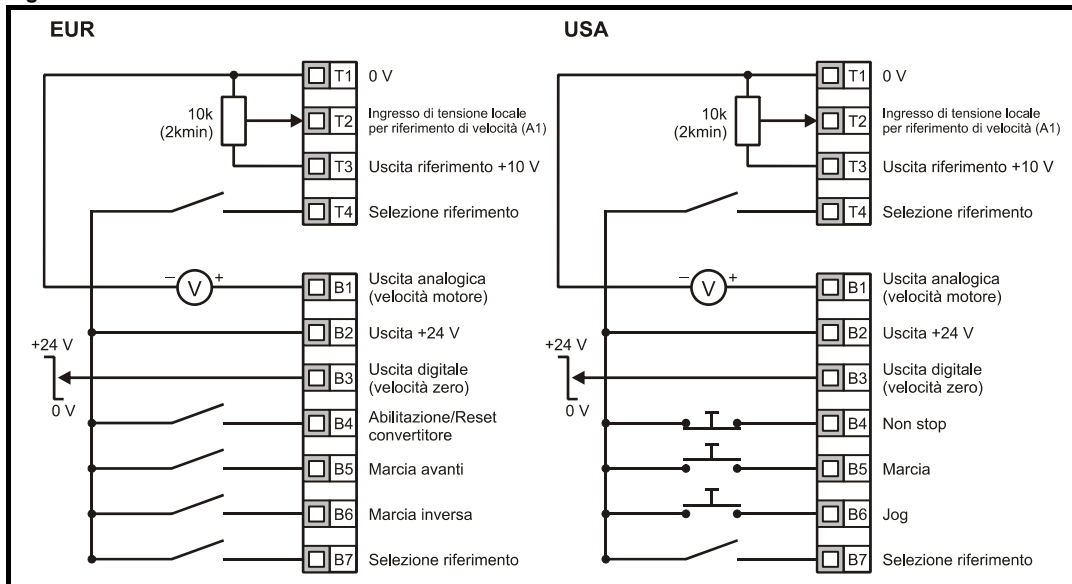 EUR
T1 0 V
10k
(2kmin)
T2 Ingresso di tensione locale
per riferimento di velocità (A1)
T3 Uscita riferimento +10 V
T4 Selezione riferimento
− V +
B1 Uscita analogica
(velocità motore)
B2 Uscita +24 V
+24 V
0 V
B3 Uscita digitale
(velocità zero)
B4 Abilitazione/Reset
convertitore
B5 Marcia avanti
B6 Marcia inversa
B7 Selezione riferimento
USA
T1 0 V
10k
(2kmin)
T2 Ingresso di tensione locale
per riferimento di velocità (A1)
T3 Uscita riferimento +10 V
T4 Selezione riferimento
− V +
B1 Uscita analogica
(velocità motore)
B2 Uscita +24 V
+24 V
0 V
B3 Uscita digitale
(velocità zero)
B4 Non stop
B5 Marcia
B6 Jog
B7 Selezione riferimento